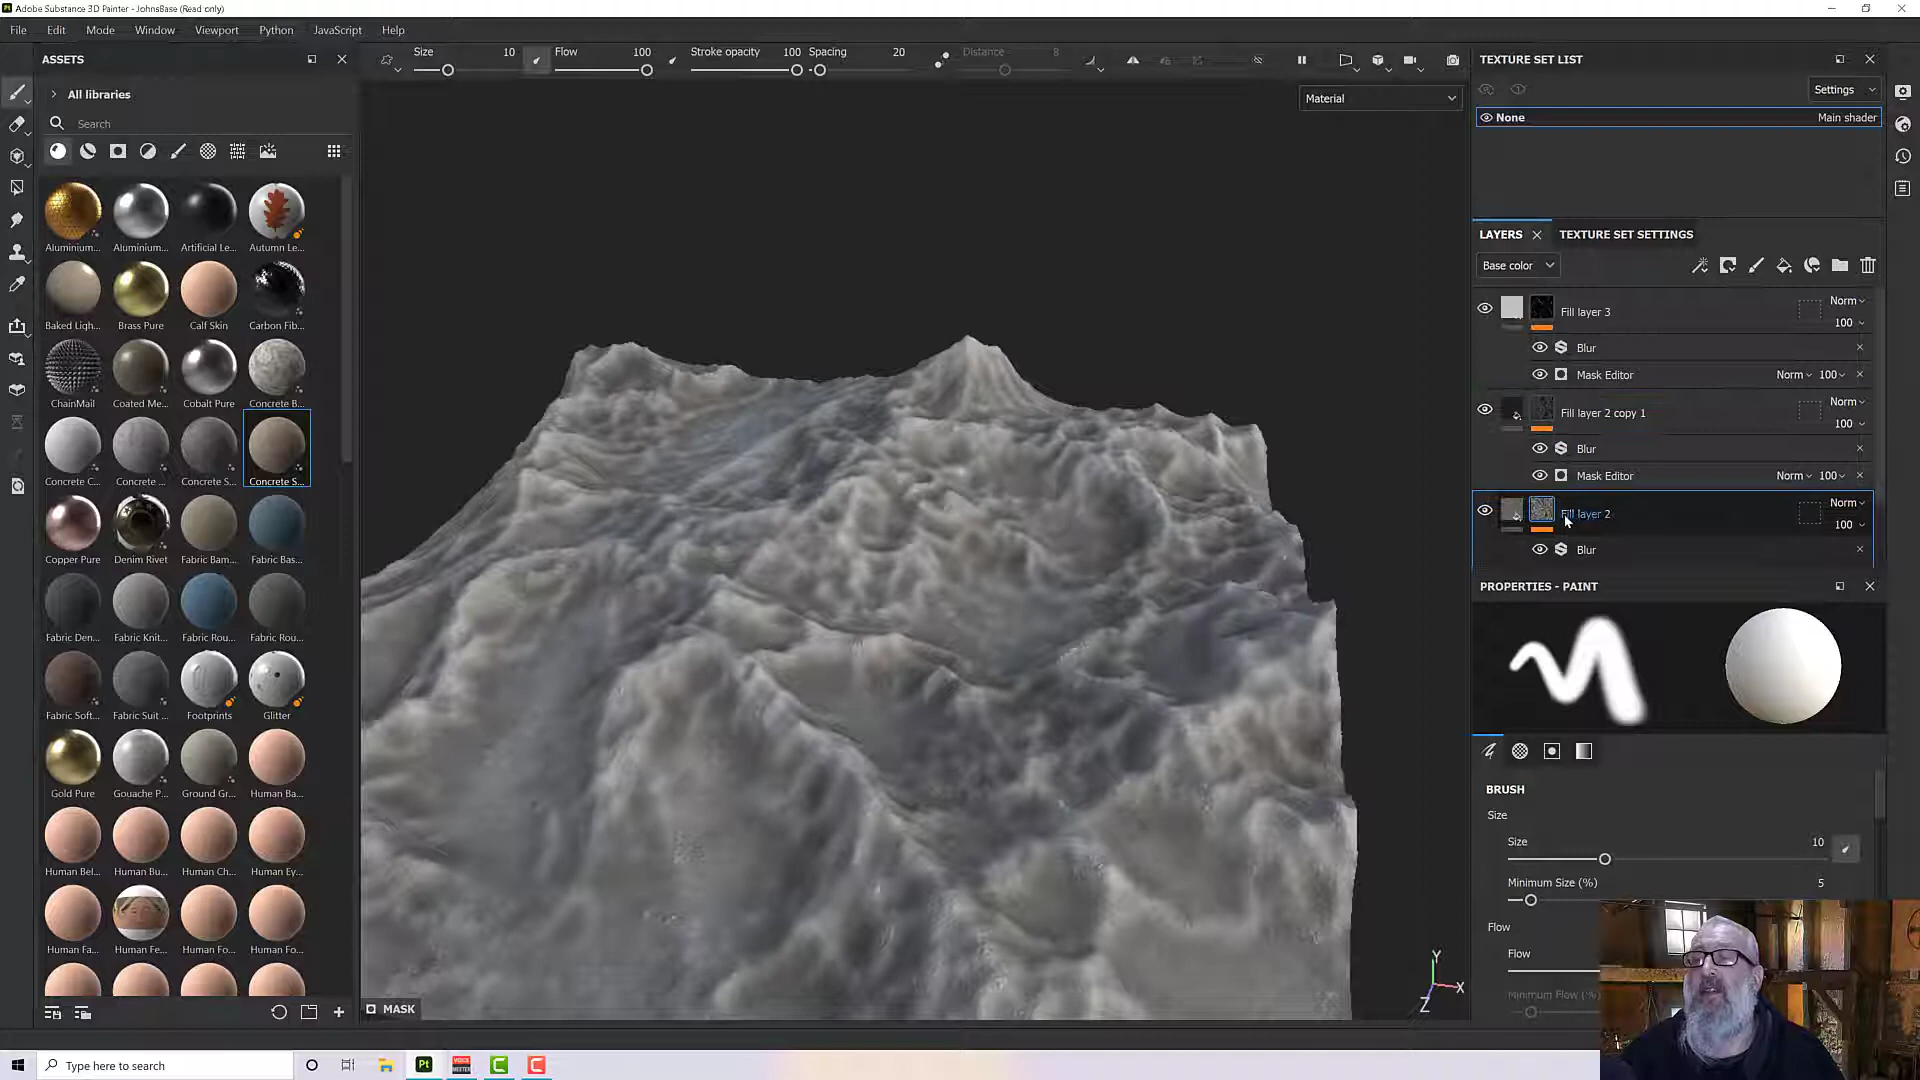 Adobe Substance 3D Painter - JohnsBase (Read only)
File Edit Mode Window Viewport Python JavaScript Help
ASSETS
Size 10 Flow 100 Stroke opacity 100 Spacing 20 Distance 8
TEXTURE SET LIST
All libraries
Material
Settings
Search
None Main shader
Aluminium... Aluminium... Artificial Le... Autumn Le...
LAYERS TEXTURE SET SETTINGS
Base color
Baked Ligh... Brass Pure Calf Skin Carbon Fib...
Fill layer 3 Norm 100
Blur
Mask Editor Norm 100
ChainMail Coated Me... Cobalt Pure Concrete B...
Fill layer 2 copy 1 Norm 100
Blur
Mask Editor Norm 100
Concrete C... Concrete ... Concrete S... Concrete S...
Fill layer 2 Norm 100
Blur
Copper Pure Denim Rivet Fabric Bam... Fabric Bas...
PROPERTIES - PAINT
Fabric Den... Fabric Knit... Fabric Rou... Fabric Rou...
Fabric Soft... Fabric Suit ... Footprints Glitter
Gold Pure Gouache P... Ground Gr... Human Ba...
BRUSH
Size
Size 10
Human Bel... Human Bu... Human Ch... Human Ey...
Minimum Size (%) 5
Flow
Human Fa... Human Fe... Human Fo... Human Fo...
Flow
Minimum Flow (%)
Y
X
Z
MASK
Type here to search
Pt